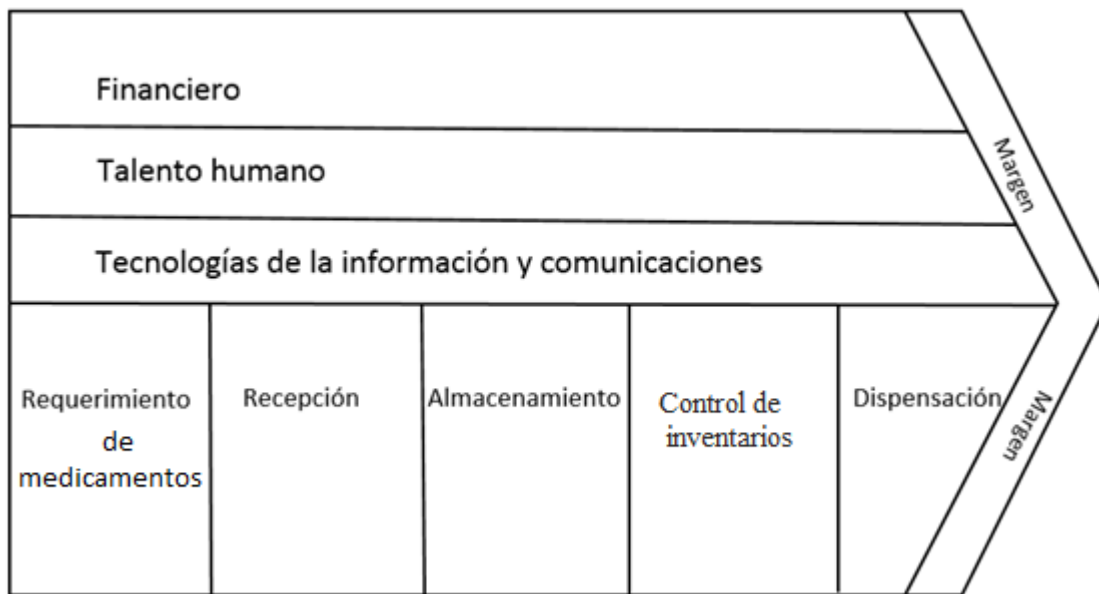 Financiero
Talento humano
Tecnologías de la información y comunicaciones
Margen
Requerimiento
de
medicamentos
Recepción
Almacenamiento
Control de
inventarios
Dispensación
Margen